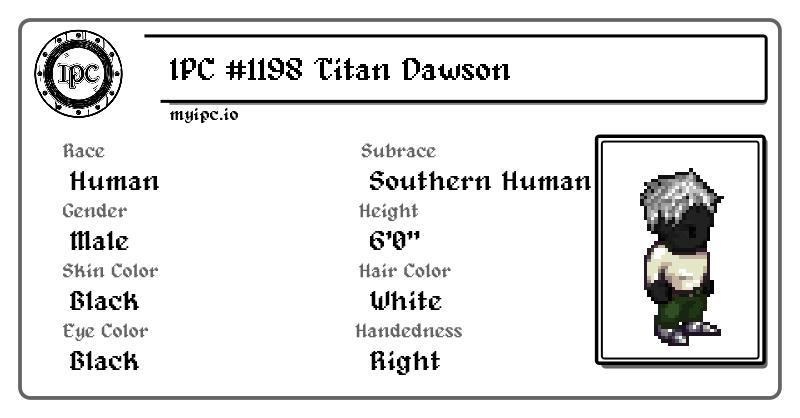 IPC
IPC #1198 Titan Dawson
myipc.io
Race
Human
Subrace
Southern Human
Gender
Male
Height
6'0"
Skin Color
Black
Hair Color
White
Eye Color
Black
Handedness
Right